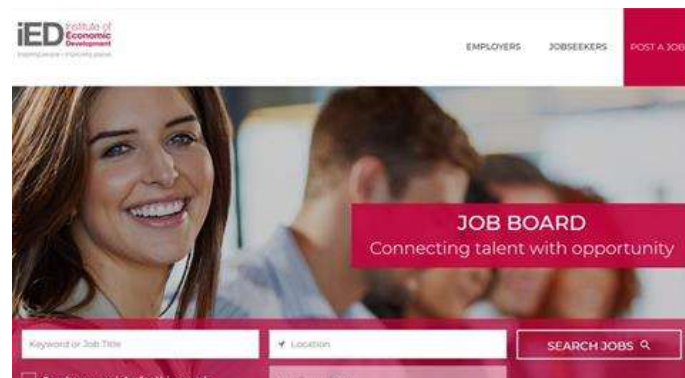 iED Institute of
Economic
Development
EMPLOYERS JOBSEEKERS POST A JOB
JOB BOARD
Connecting talent with opportunity
Keyword or Job Title Location SEARCH JOBS